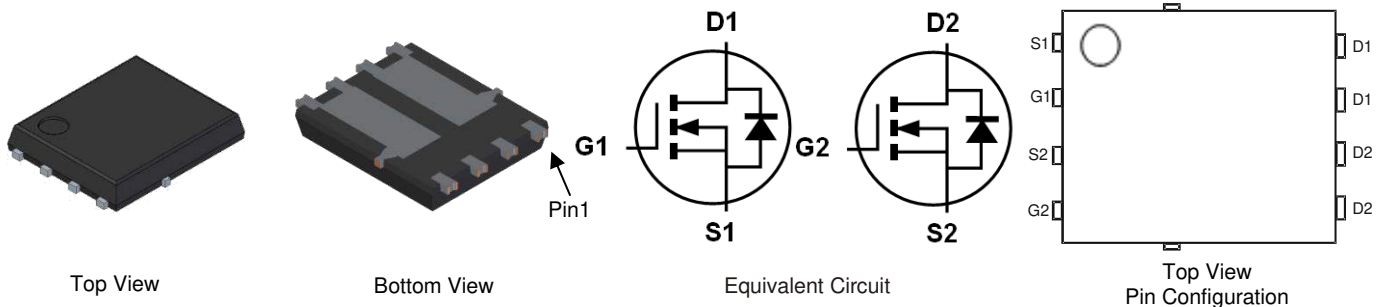 Top View
Pin1
Bottom View
D1
G1
S1
D2
G2
S2
Equivalent Circuit
S1
G1
S2
G2
D1
D1
D2
D2
Top View
Pin Configuration